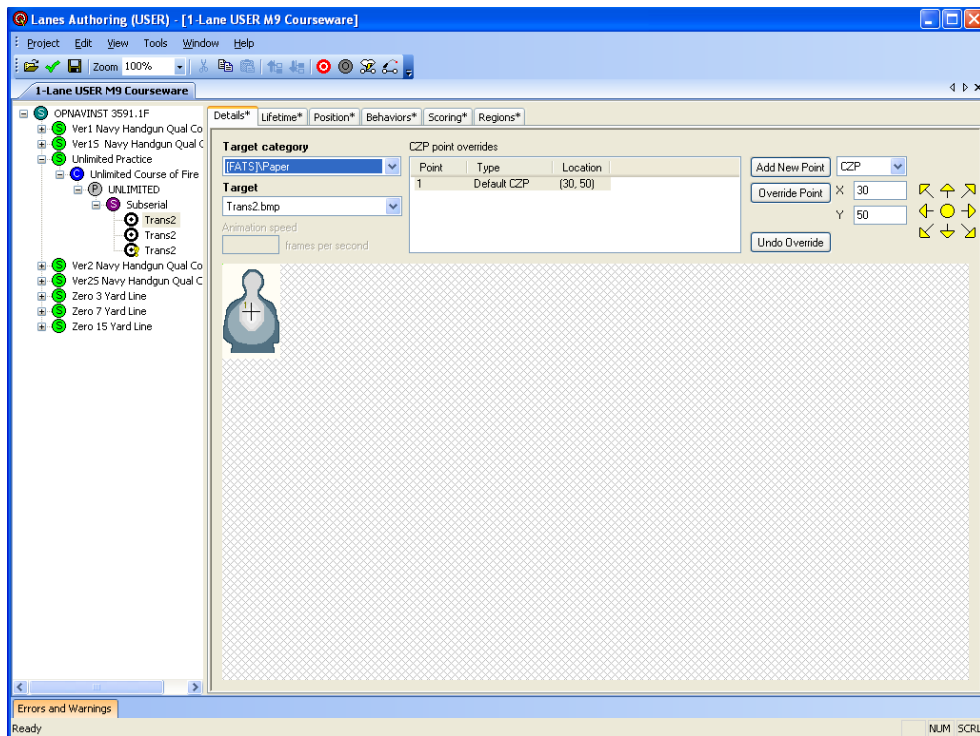 Lanes Authoring (USER) - [1-Lane USER M9 Courseware]
Project Edit View Tools Window Help
Zoom 100%
1-Lane USER M9 Courseware
OPNAVINST 3591.1F
Ver1 Navy Handgun Qual Co
Ver1S Navy Handgun Qual C
Unlimited Practice
Unlimited Course of Fire
UNLIMITED
Subserial
Trans2
Trans2
Trans2
Ver2 Navy Handgun Qual Co
Ver2S Navy Handgun Qual C
Zero 3 Yard Line
Zero 7 Yard Line
Zero 15 Yard Line
Details* Lifetime* Position* Behaviors* Scoring* Regions*
Target category
[FATS]\Paper
Target
Trans2.bmp
Animation speed
frames per second
CZP point overrides
Point Type Location
1 Default CZP (30, 50)
Add New Point CZP
Override Point X 30
Y 50
Undo Override
1
Errors and Warnings
Ready NUM SCRL